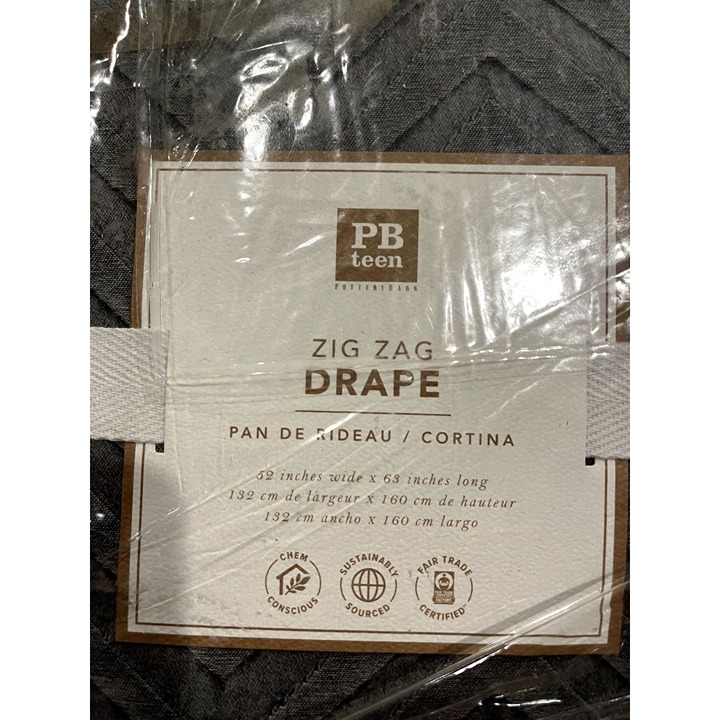 PB
teen
POTTERY BARN
ZIG ZAG
DRAPE
PAN DE RIDEAU / CORTINA
52 inches wide x 63 inches long
132 cm de largeur x 160 cm de hauteur
132 cm ancho x 160 cm largo
CHEM
CONSCIOUS
SUSTAINABLY
SOURCED
FAIR TRADE
CERTIFIED